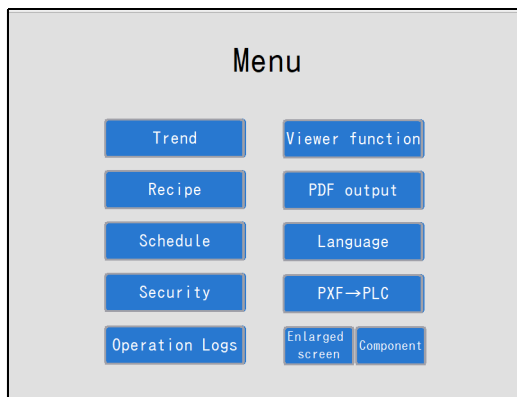 Menu
Trend
Viewer function
Recipe
PDF output
Schedule
Language
Security
PXF→PLC
Operation Logs
Enlarged
screen
Component